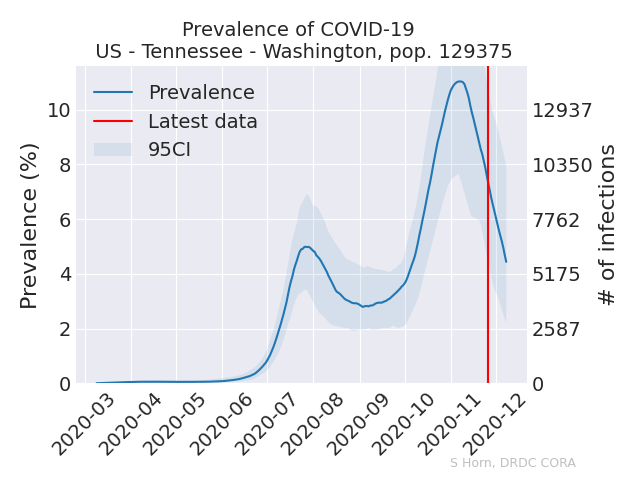 Prevalence of COVID-19
US - Tennessee - Washington, pop. 129375
Prevalence
Latest data
95CI
Prevalence (%)
10
8
6
4
2
0
12937
10350
7762
5175
2587
0
# of infections
2020-03
2020-04
2020-05
2020-06
2020-07
2020-08
2020-09
2020-10
2020-11
2020-12
S Horn, DRDC CORA